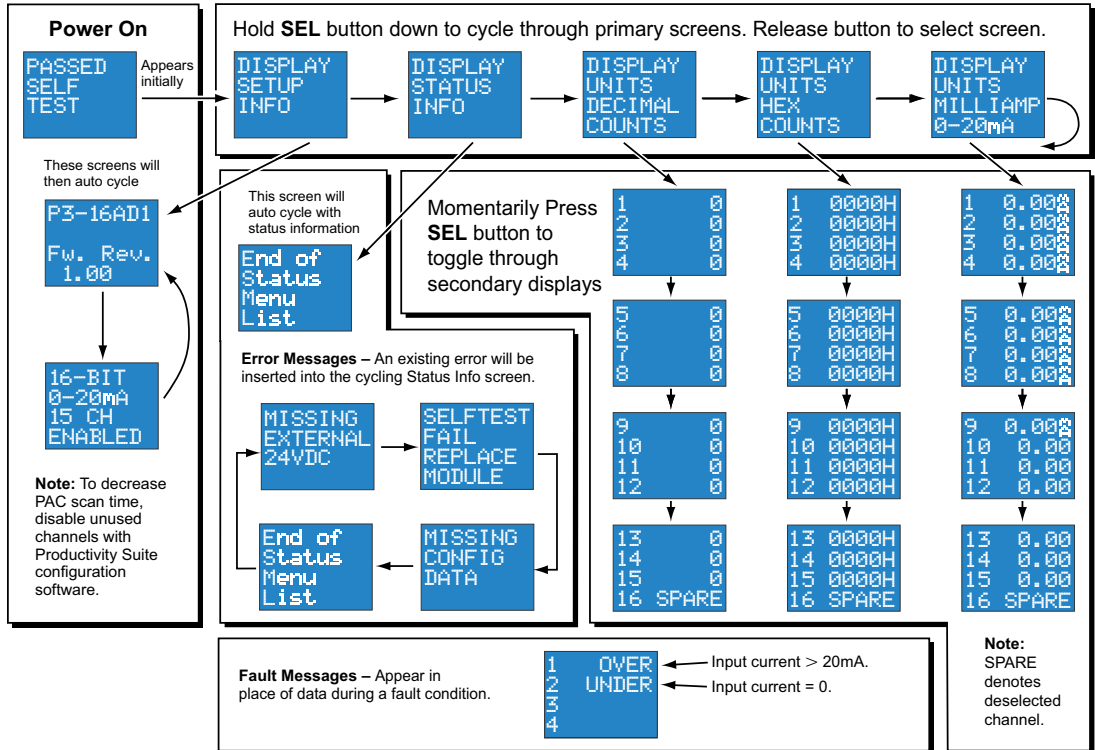 Power On
PASSED
SELF
TEST
Appears
initially
These screens will
then auto cycle
P3-16AD1
Fw. Rev.
1.00
16-BIT
0-20mA
15 CH
ENABLED
Note: To decrease
PAC scan time,
disable unused
channels with
Productivity Suite
configuration
software.
Hold SEL button down to cycle through primary screens. Release button to select screen.
DISPLAY
SETUP
INFO
DISPLAY
STATUS
INFO
DISPLAY
UNITS
DECIMAL
COUNTS
DISPLAY
UNITS
HEX
COUNTS
DISPLAY
UNITS
MILLIAMP
0-20mA
This screen will
auto cycle with
status information
End of
Status
Menu
List
Error Messages – An existing error will be
inserted into the cycling Status Info screen.
MISSING
EXTERNAL
24VDC
SELFTEST
FAIL
REPLACE
MODULE
End of
Status
Menu
List
MISSING
CONFIG
DATA
Momentarily Press
SEL button to
toggle through
secondary displays
1 0
2 0
3 0
4 0
5 0
6 0
7 0
8 0
9 0
10 0
11 0
12 0
13 0
14 0
15 0
16 SPARE
1 0000H
2 0000H
3 0000H
4 0000H
5 0000H
6 0000H
7 0000H
8 0000H
9 0000H
10 0000H
11 0000H
12 0000H
13 0000H
14 0000H
15 0000H
16 SPARE
1 0.00
2 0.00
3 0.00
4 0.00
5 0.00
6 0.00
7 0.00
8 0.00
9 0.00
10 0.00
11 0.00
12 0.00
13 0.00
14 0.00
15 0.00
16 SPARE
Note:
SPARE
denotes
deselected
channel.
Fault Messages – Appear in
place of data during a fault condition.
1 OVER
2 UNDER
3
4
Input current > 20mA.
Input current = 0.